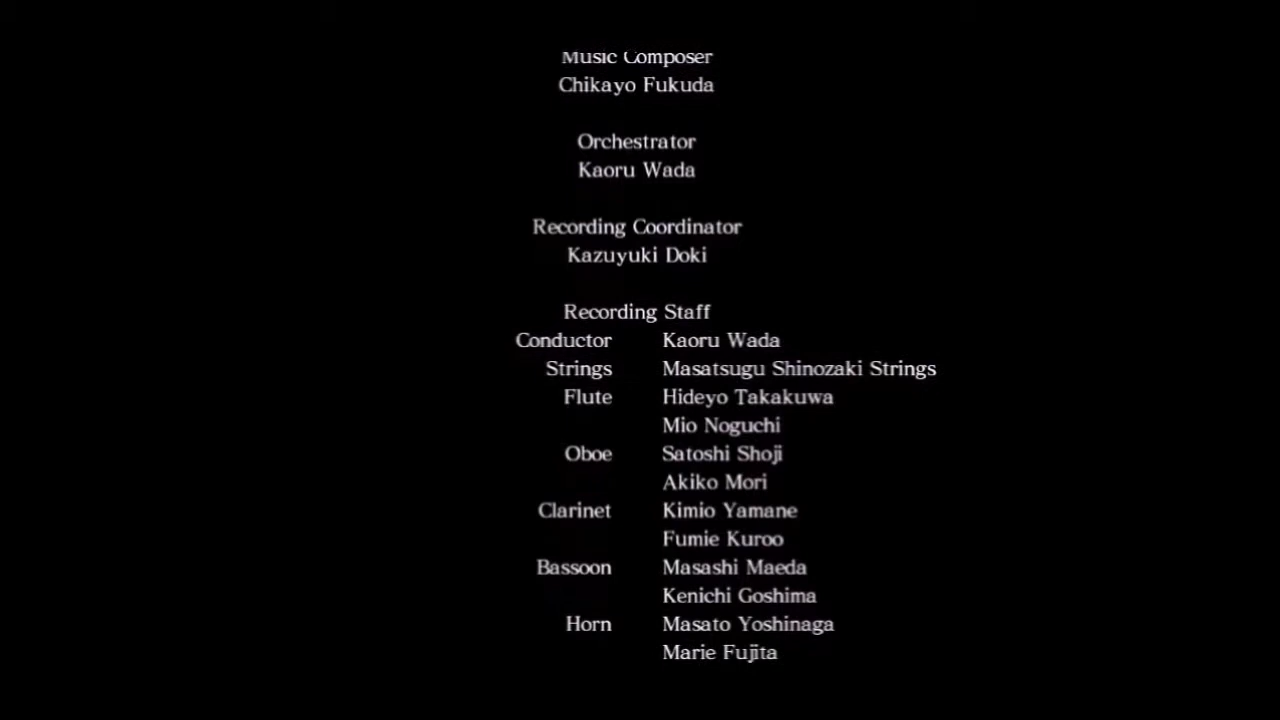 Music Composer
Chikayo Fukuda
Orchestrator
Kaoru Wada
Recording Coordinator
Kazuyuki Doki
Recording Staff
Conductor Kaoru Wada
Strings Masatsugu Shinozaki Strings
Flute Hideyo Takakuwa
Mio Noguchi
Oboe Satoshi Shoji
Akiko Mori
Clarinet Kimio Yamane
Fumie Kuroo
Bassoon Masashi Maeda
Kenichi Goshima
Horn Masato Yoshinaga
Marie Fujita